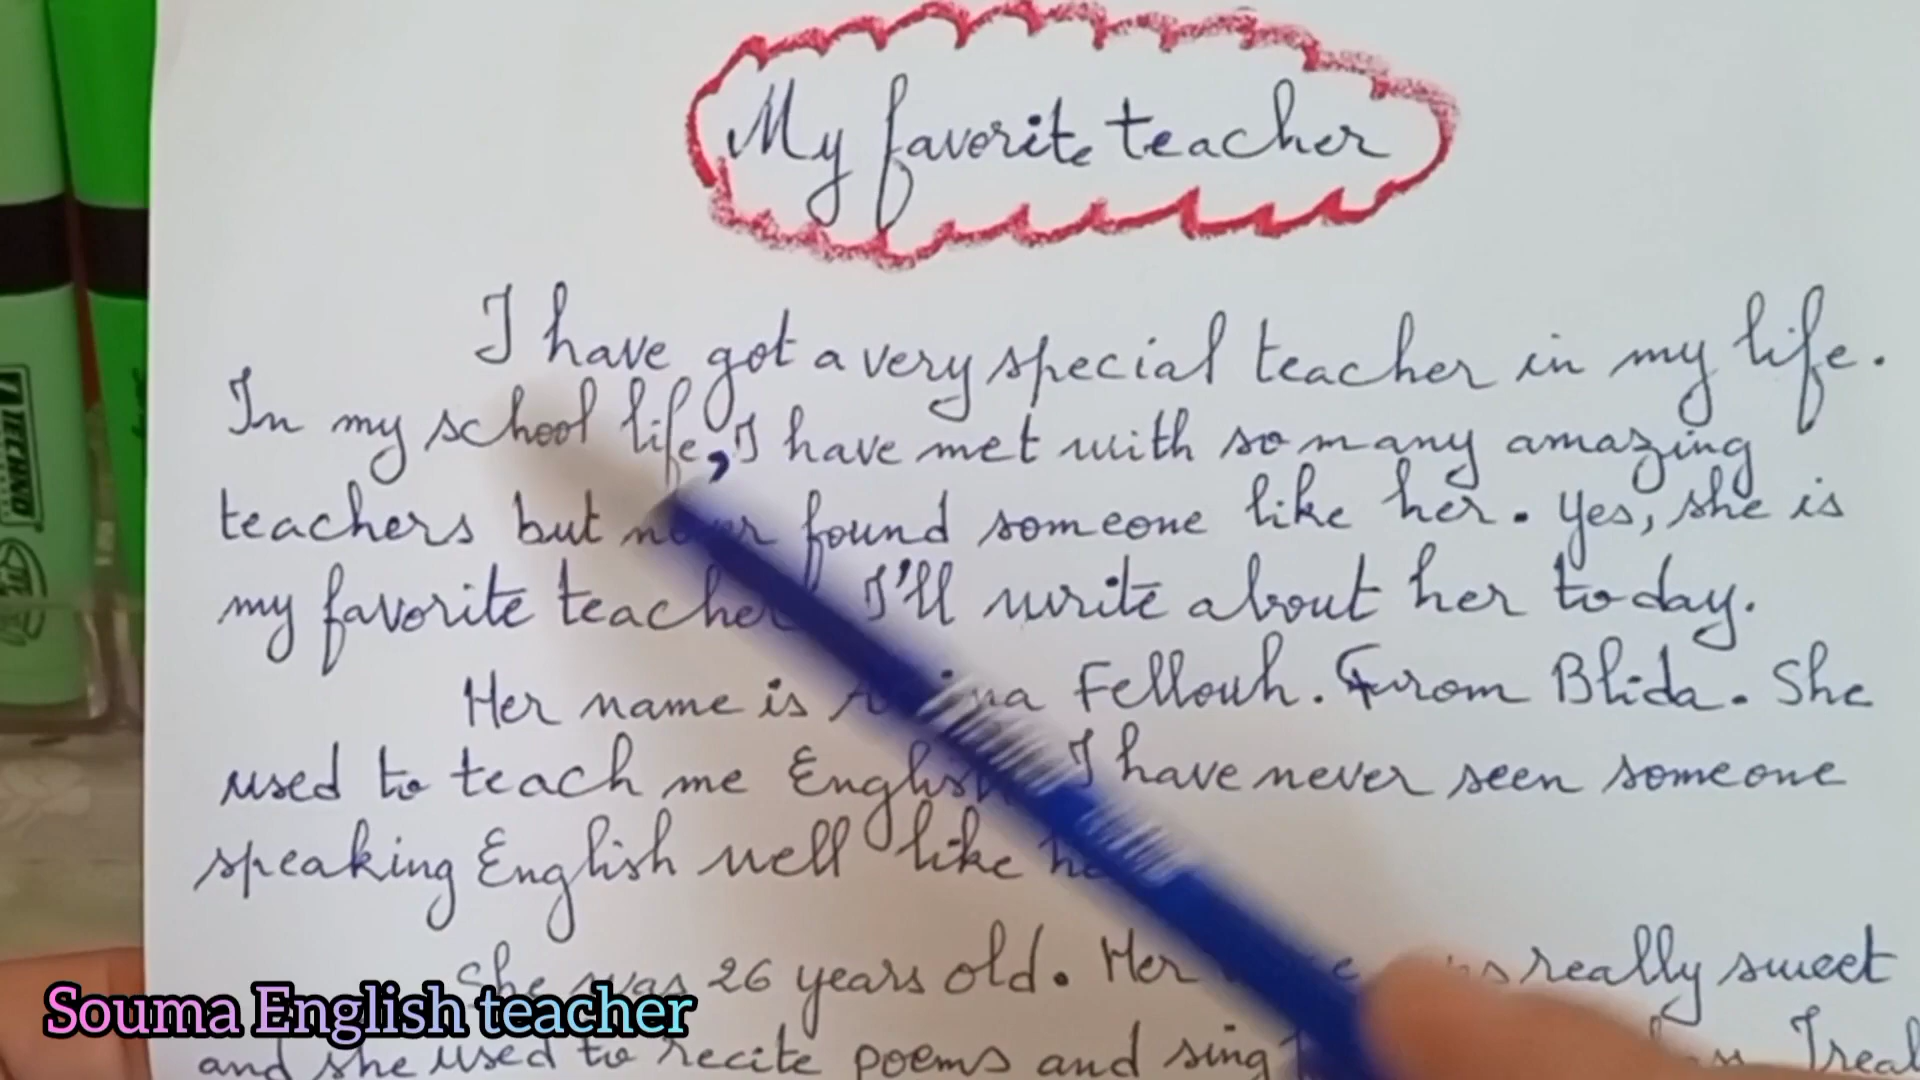 My favorite teacher
I have got a very special teacher in my life.
In my school life, I have met with so many amazing
teachers but never found someone like her. Yes, she is
my favorite teacher I'll write about her today.
Her name is Fellouh. From Blida. She
used to teach me English I have never seen someone
speaking English well like
She was 26 years old. Her really sweet
and she used to recite poems and sing
TECHNO
Souma English teacher